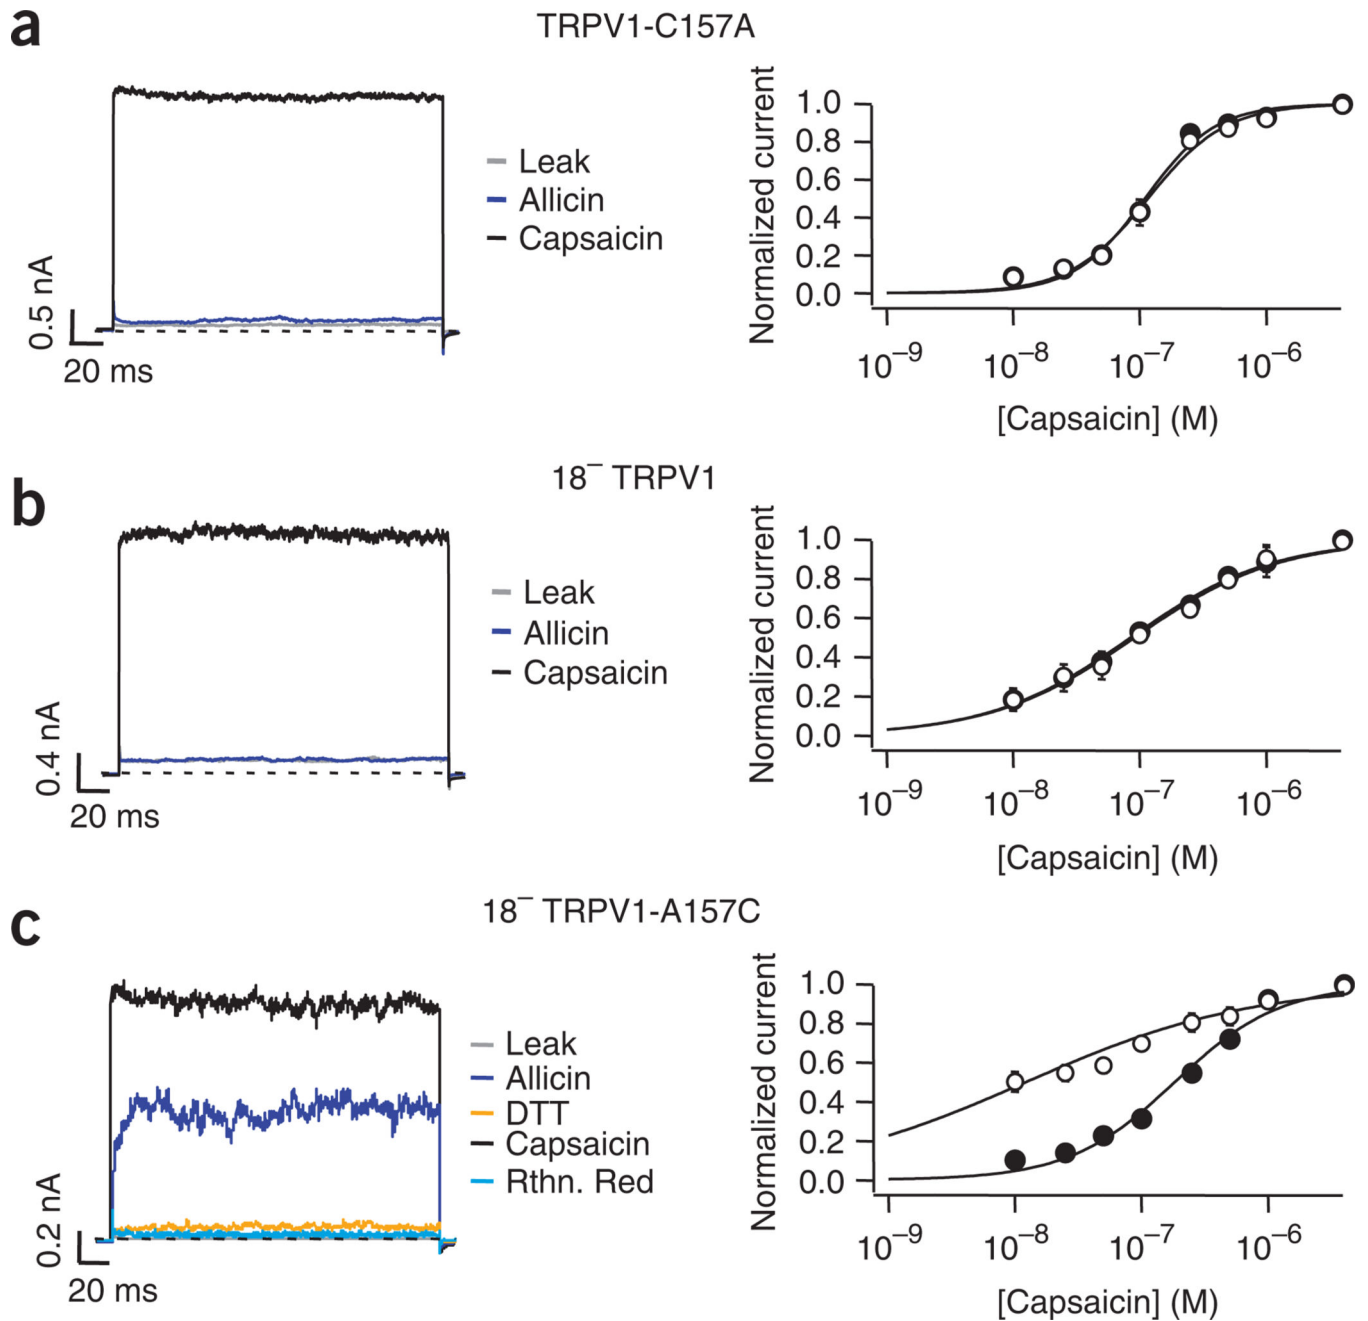 a
TRPV1-C157A
Leak
Allicin
Capsaicin
0.5 nA
20 ms
Normalized current
1.0
0.8
0.6
0.4
0.2
0.0
10–9 10–8 10–7 10–6
[Capsaicin] (M)
b
18– TRPV1
Leak
Allicin
Capsaicin
0.4 nA
20 ms
Normalized current
1.0
0.8
0.6
0.4
0.2
0.0
10–9 10–8 10–7 10–6
[Capsaicin] (M)
c
18– TRPV1-A157C
Leak
Allicin
DTT
Capsaicin
Rthn. Red
0.2 nA
20 ms
Normalized current
1.0
0.8
0.6
0.4
0.2
0.0
10–9 10–8 10–7 10–6
[Capsaicin] (M)